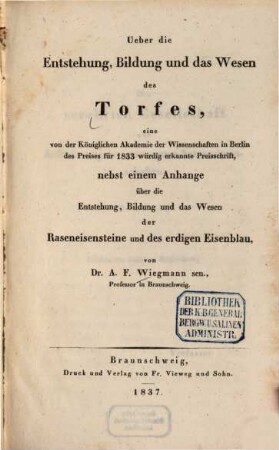 Ueber die
Entstehung, Bildung und das Wesen
des
Torfes,
eine
von der Königlichen Akademie der Wissenschaften in Berlin
des Preises für 1833 würdig erkannte Preisschrift,
nebst einem Anhange
über die
Entstehung, Bildung und das Wesen
der
Raseneisensteine und des erdigen Eisenblau,
von
Dr. A. F. Wiegmann sen.,
Professor in Braunschweig.
BIBLIOTHEK
DER K.B.GENERAL
BERGW.U.SALINEN
ADMINISTR.
Braunschweig,
Druck und Verlag von Fr. Vieweg und Sohn.
1837.